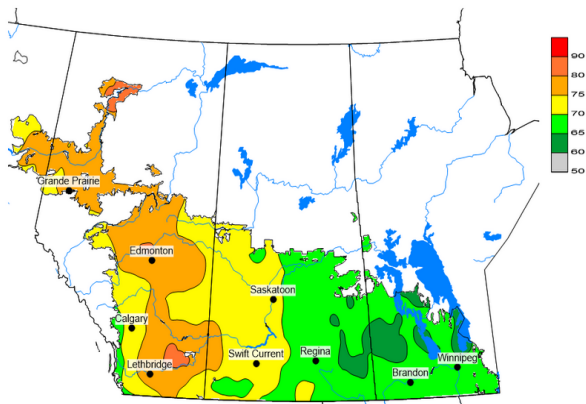 90
80
75
70
65
60
50
Grande Prairie
Edmonton
Saskatoon
Calgary
Lethbridge
Swift Current
Regina
Brandon
Winnipeg